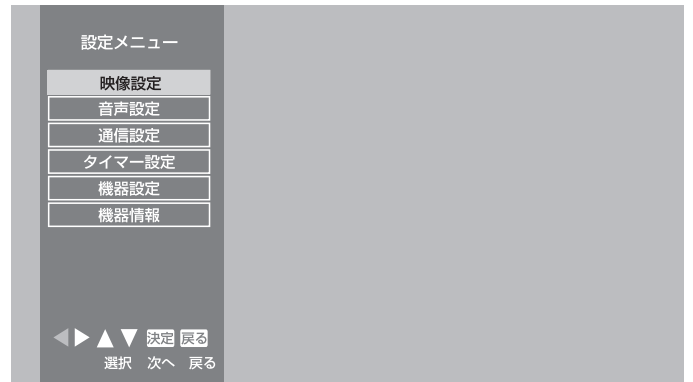 設定メニュー
映像設定
音声設定
通信設定
タイマー設定
機器設定
機器情報
決定 戻る
選択 次へ 戻る